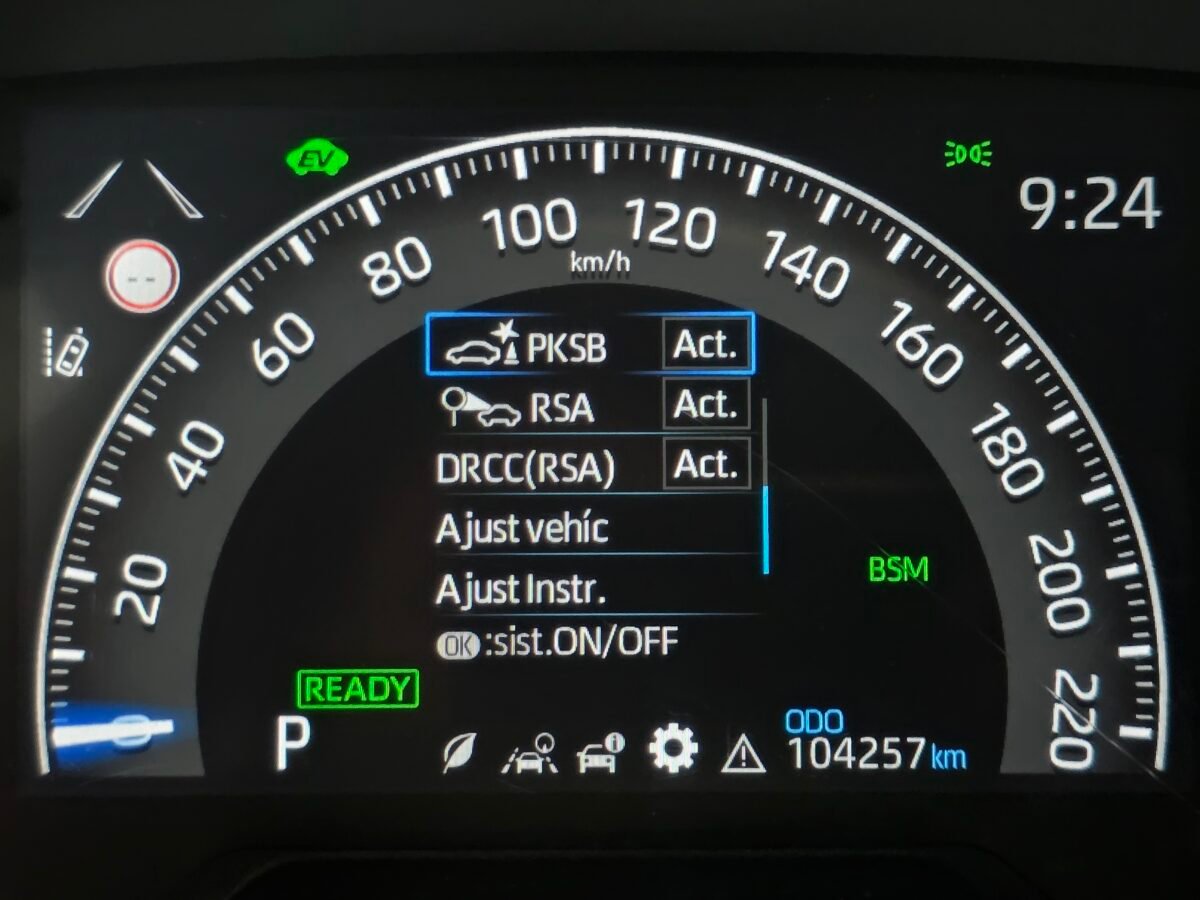 EV
9:24
100
120
80
km/h
140
--
60
160
PKSB Act.
RSA Act.
40
180
DRCC(RSA) Act.
Ajust vehíc
20
200
BSM
Ajust Instr.
OK :sist.ON/OFF
READY
220
P
ODO
104257 km